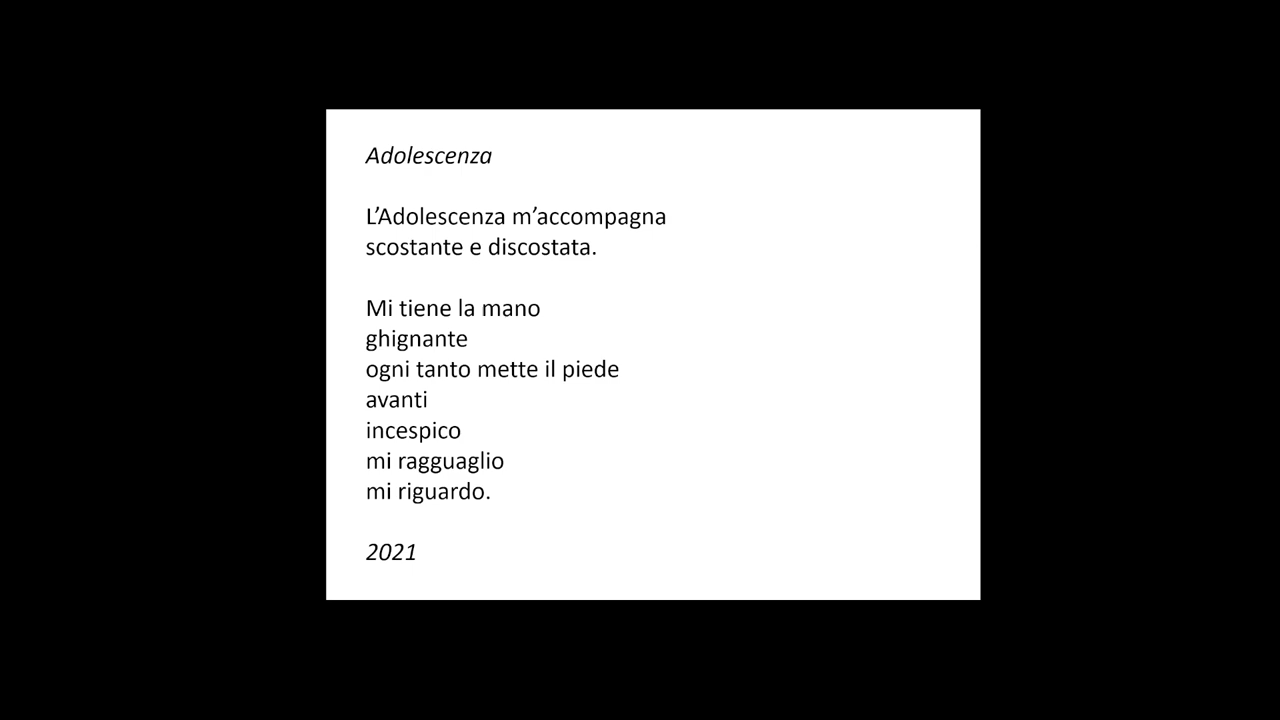 Adolescenza
L’Adolescenza m’accompagna
scostante e discostata.
Mi tiene la mano
ghignante
ogni tanto mette il piede
avanti
incespico
mi ragguaglio
mi riguardo.
2021